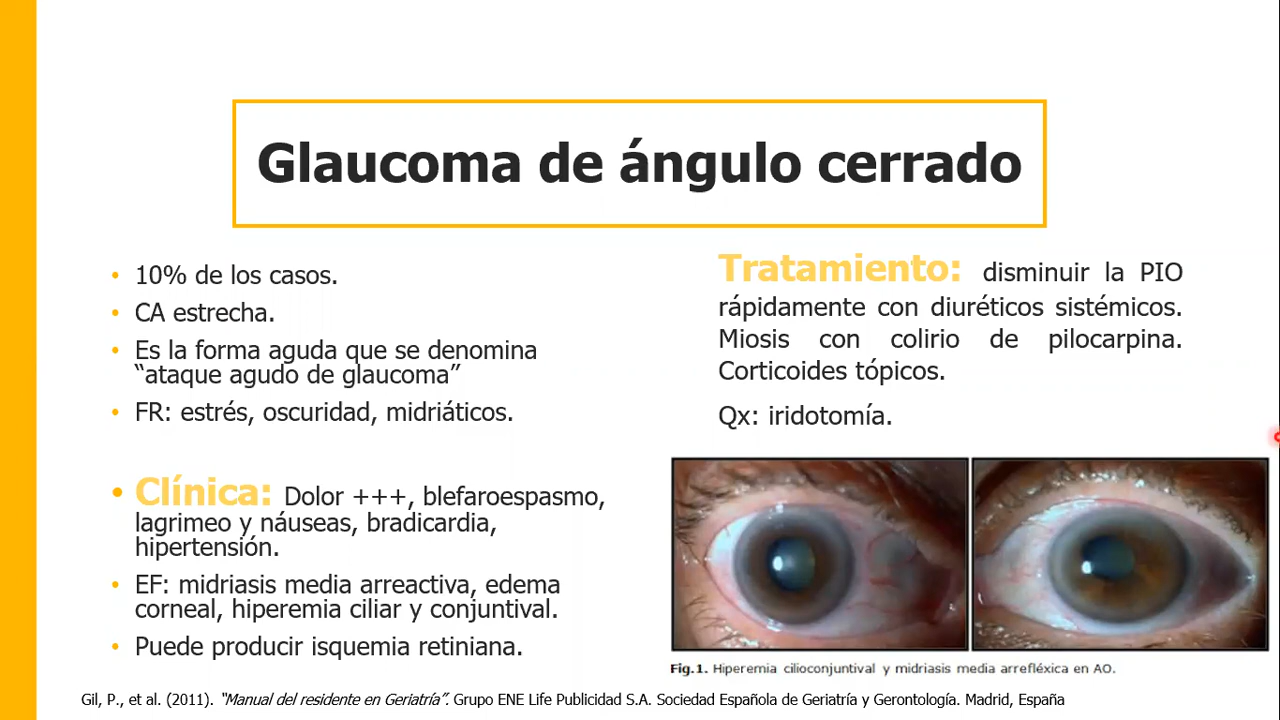 Glaucoma de ángulo cerrado
• 10% de los casos.
• CA estrecha.
• Es la forma aguda que se denomina
“ataque agudo de glaucoma”
• FR: estrés, oscuridad, midriáticos.
• Clínica: Dolor +++, blefaroespasmo,
lagrimeo y náuseas, bradicardia,
hipertensión.
• EF: midriasis media arreactiva, edema
corneal, hiperemia ciliar y conjuntival.
• Puede producir isquemia retiniana.
Tratamiento: disminuir la PIO
rápidamente con diuréticos sistémicos.
Miosis con colirio de pilocarpina.
Corticoides tópicos.
Qx: iridotomía.
Fig.1. Hiperemia cilioconjuntival y midriasis media arrefléxica en AO.
Gil, P., et al. (2011). “Manual del residente en Geriatría”. Grupo ENE Life Publicidad S.A. Sociedad Española de Geriatría y Gerontología. Madrid, España